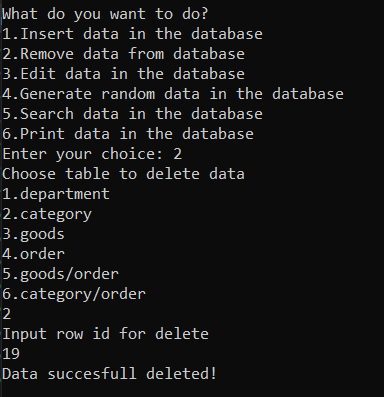 What do you want to do?
1.Insert data in the database
2.Remove data from database
3.Edit data in the database
4.Generate random data in the database
5.Search data in the database
6.Print data in the database
Enter your choice: 2
Choose table to delete data
1.department
2.category
3.goods
4.order
5.goods/order
6.category/order
2
Input row id for delete
19
Data succesfull deleted!